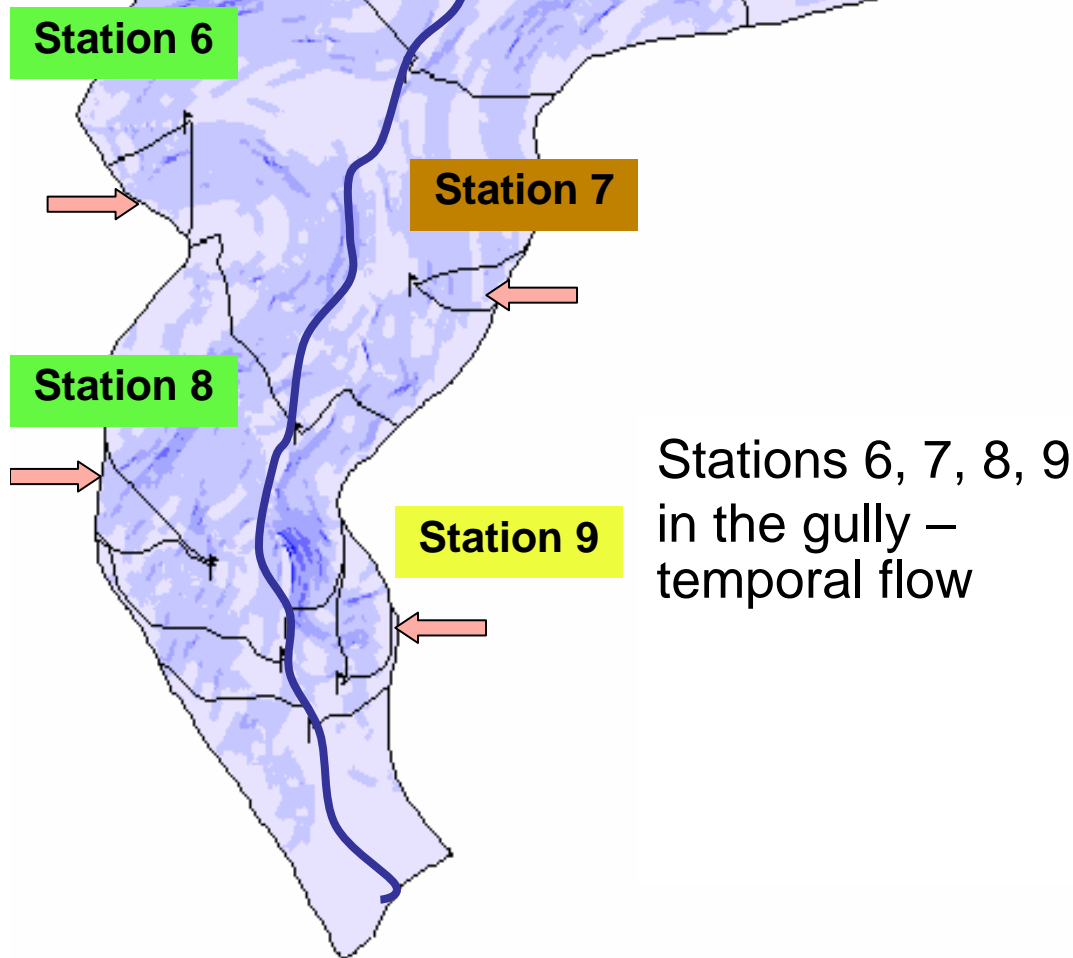 Station 6
Station 7
Station 8
Station 9
Stations 6, 7, 8, 9
in the gully –
temporal flow